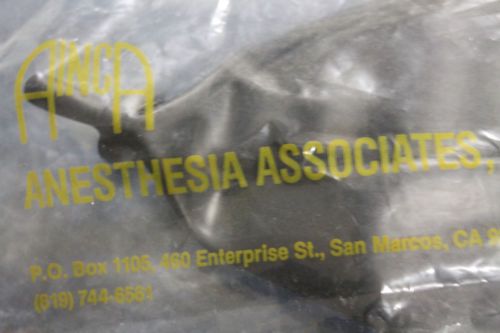 AINCA
ANESTHESIA ASSOCIATES,
P.O. Box 1105, 460 Enterprise St., San Marcos, CA
(619) 744-6561